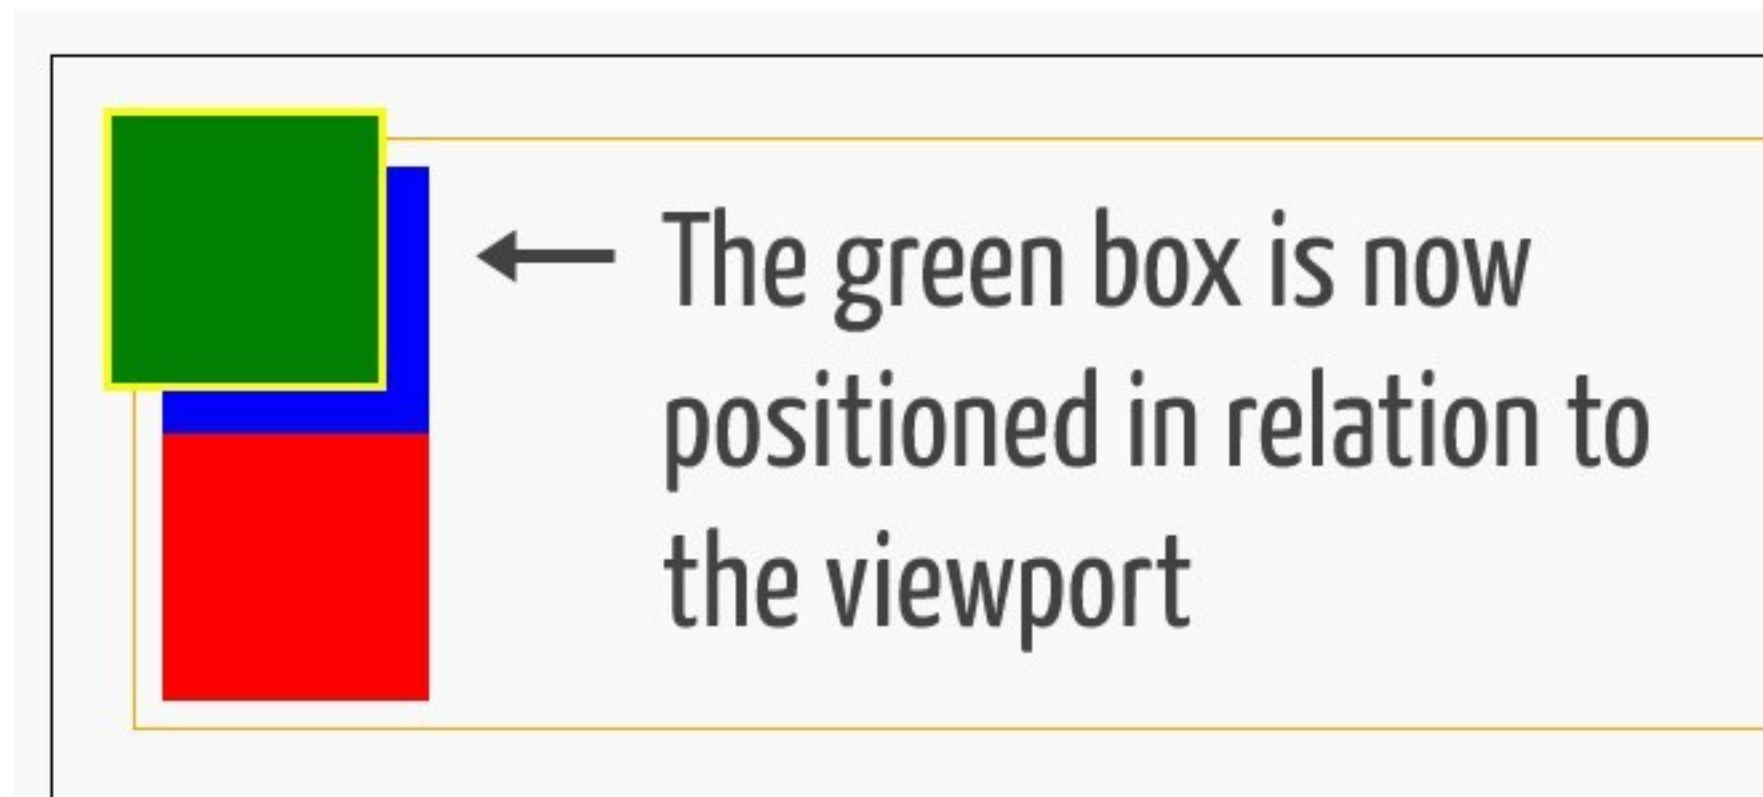 The green box is now
positioned in relation to
the viewport